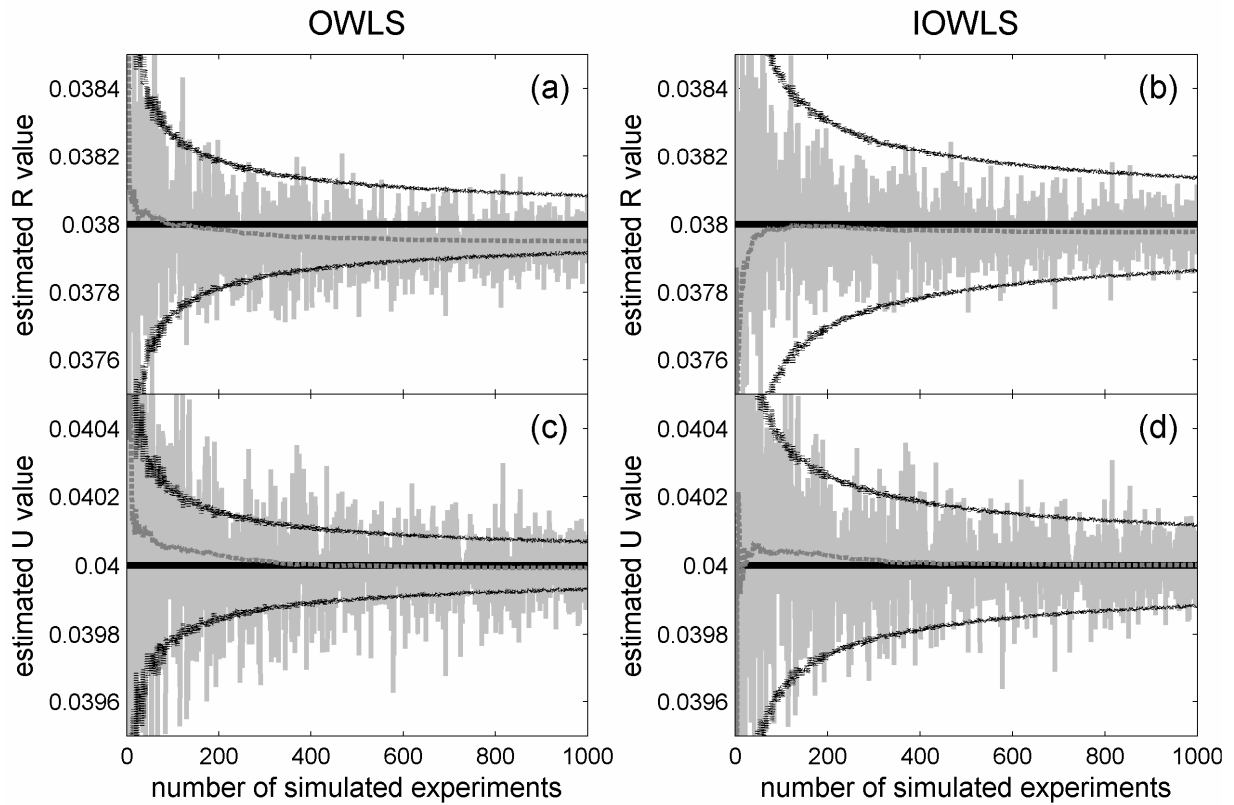 OWLS
IOWLS
(a)
0.0384
0.0382
0.038
0.0378
0.0376
estimated R value
(b)
0.0384
0.0382
0.038
0.0378
0.0376
estimated R value
(c)
0.0404
0.0402
0.04
0.0398
0.0396
estimated U value
0 200 400 600 800 1000
number of simulated experiments
(d)
0.0404
0.0402
0.04
0.0398
0.0396
estimated U value
0 200 400 600 800 1000
number of simulated experiments